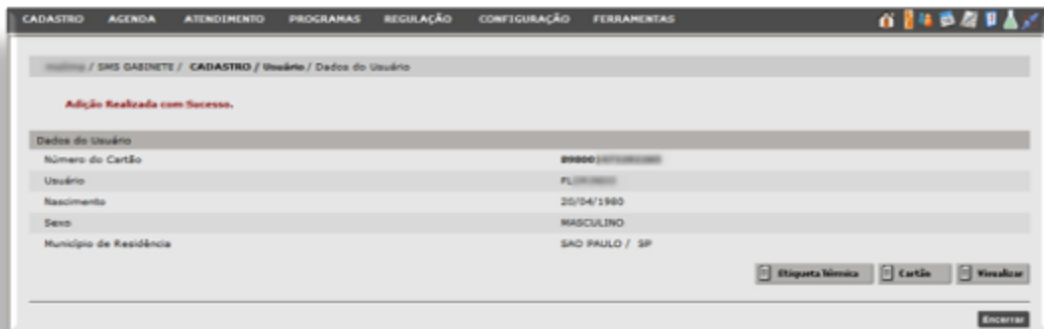 CADASTRO AGENDA ATENDIMENTO PROGRAMAS REGULAÇÃO CONFIGURAÇÃO FERRAMENTAS
/ SMS GABINETE / CADASTRO / Usuário / Dados do Usuário
Adição Realizada com Sucesso.
Dados do Usuário
Número do Cartão 898001
Usuário FL
Nascimento 20/04/1980
Sexo MASCULINO
Município de Residência SAO PAULO / SP
Etiqueta Térmica Cartão Visualizar
Encerrar